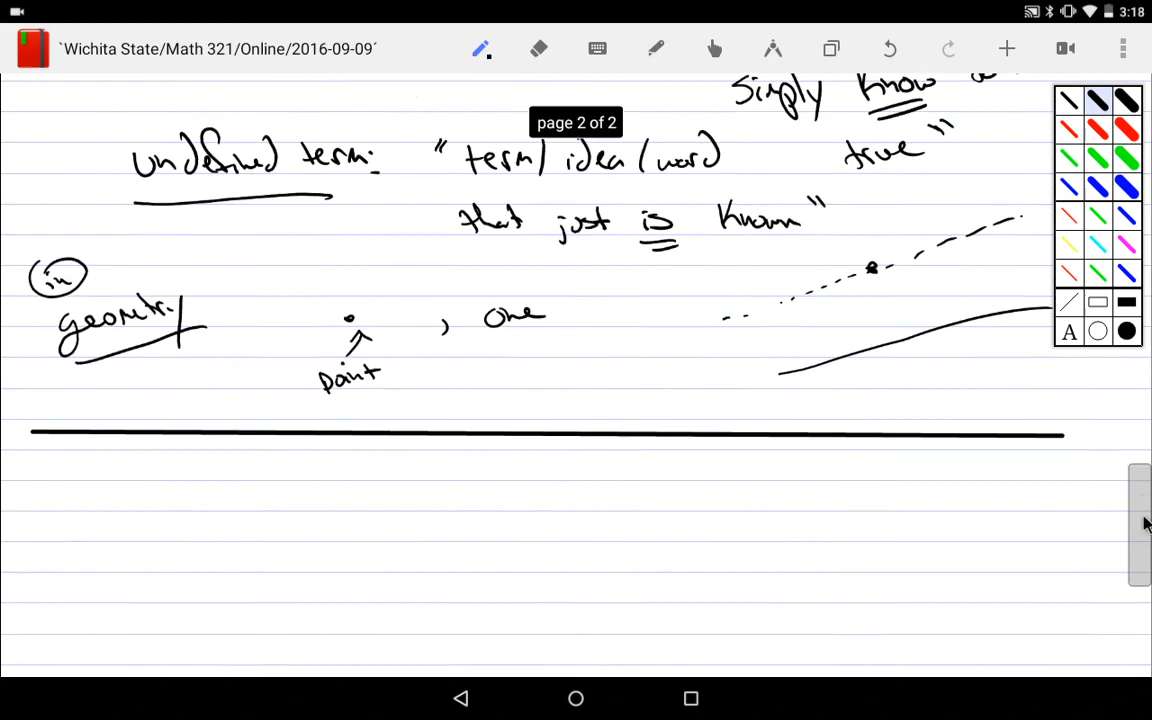 3:18
`Wichita State/Math 321/Online/2016-09-09´
page 2 of 2
Simply know
undefined term: " term/idea/word
true"
that just is known"
in
geometry
, one
point
A